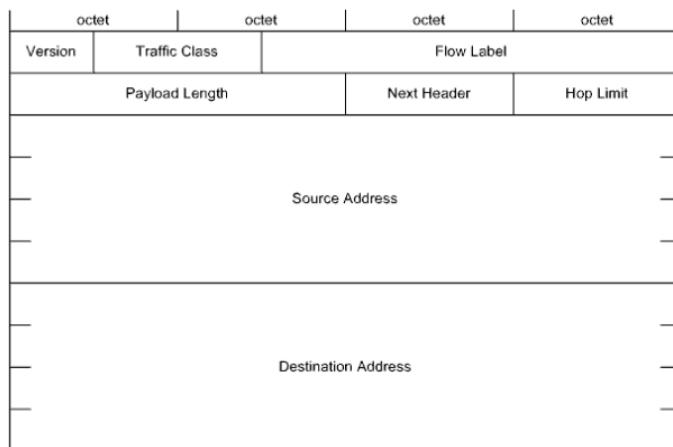 octet octet octet octet
Version Traffic Class Flow Label
Payload Length Next Header Hop Limit
Source Address
Destination Address